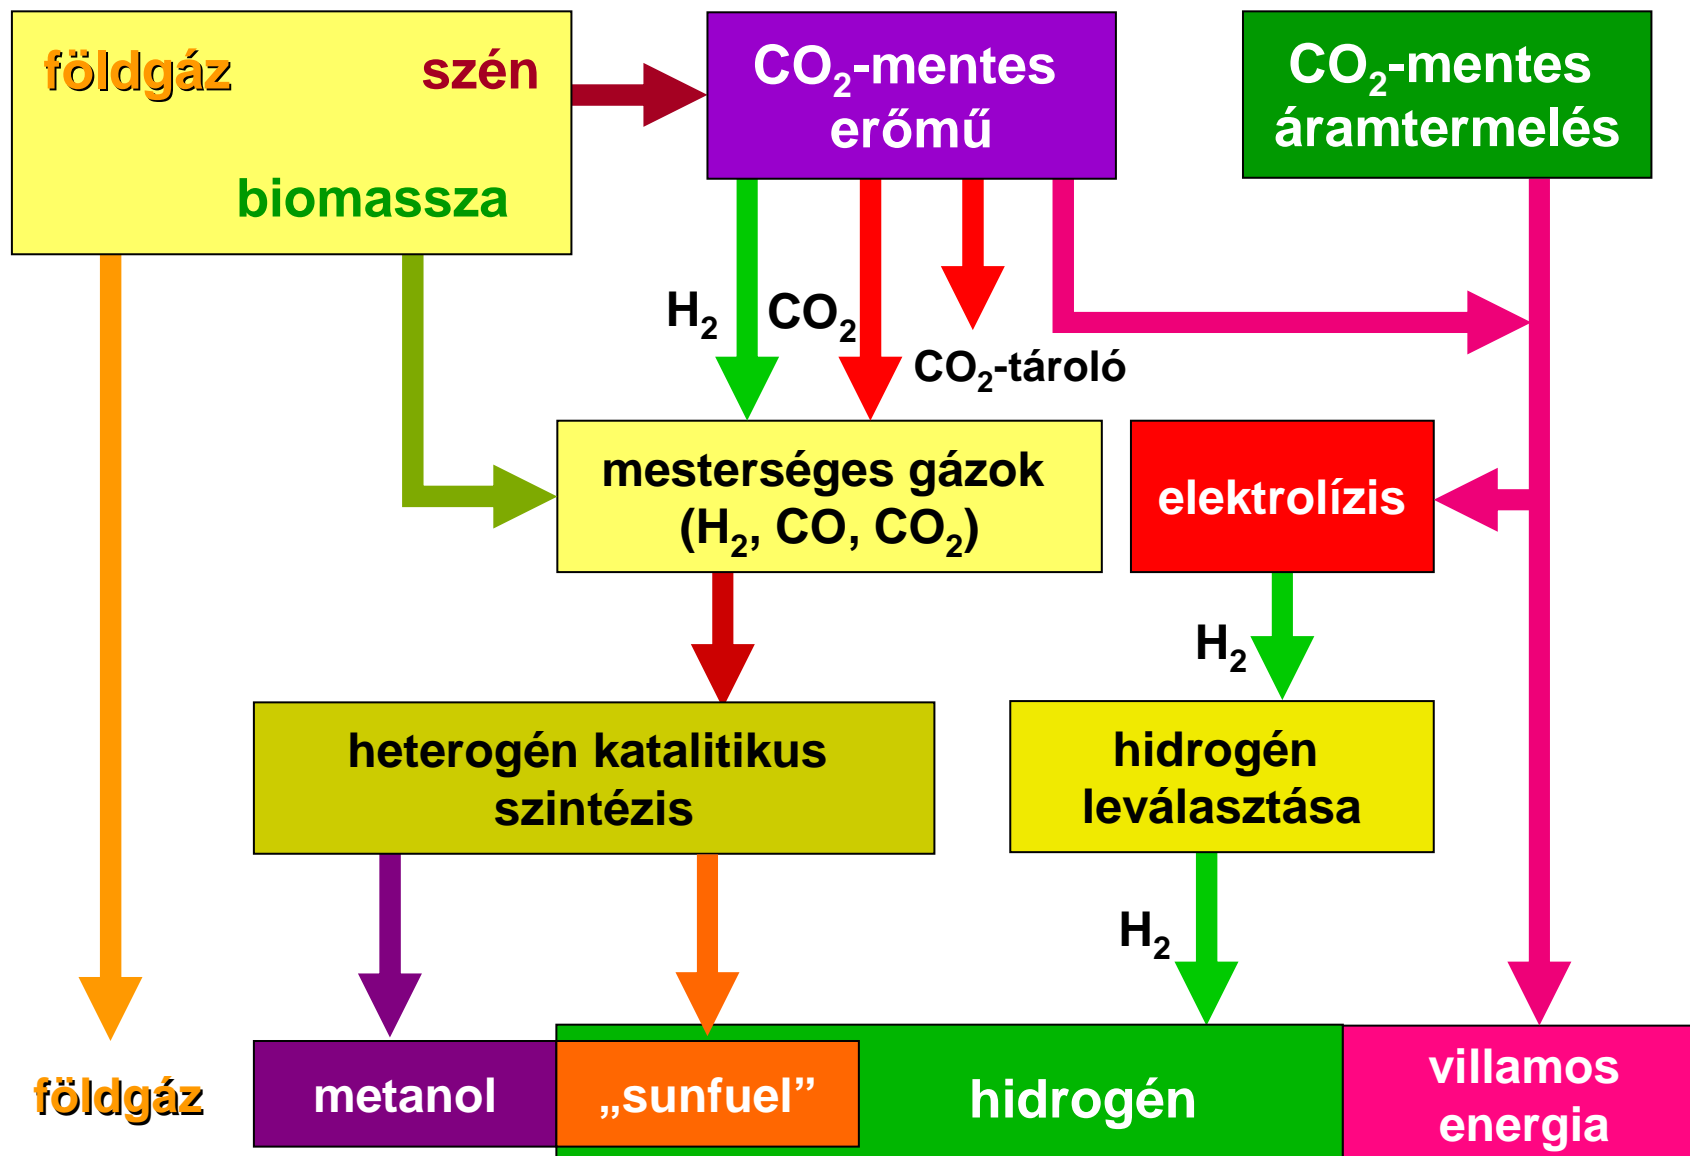 földgáz
szén
biomassza
CO₂-mentes
erőmű
CO₂-mentes
áramtermelés
H₂
CO₂
CO₂-tároló
mesterséges gázok
(H₂, CO, CO₂)
elektrolízis
H₂
heterogén katalitikus
szintézis
hidrogén
leválasztása
H₂
földgáz
metanol
„sunfuel”
hidrogén
villamos
energia